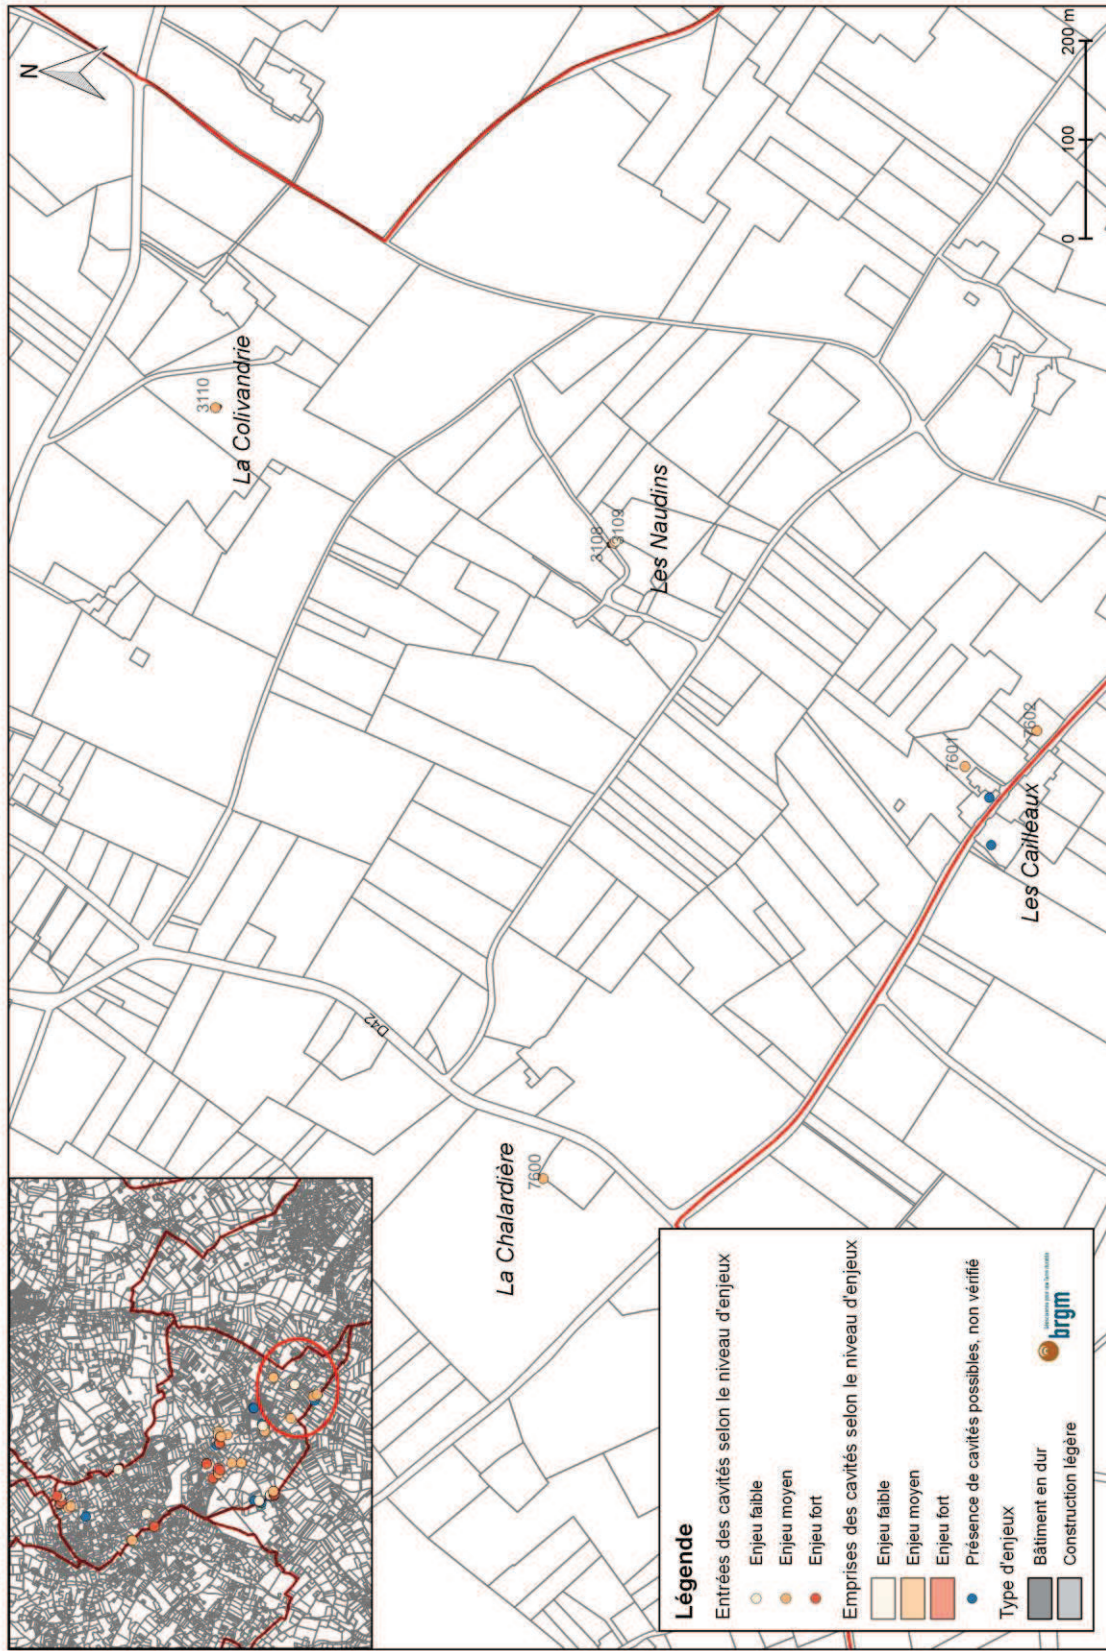 N
3110
La Colivandrie
3108
3109
Les Naudins
D42
La Chalardière
7600
7601
7602
Les Cailleaux
0 100 200 m
Légende
Entrées des cavités selon le niveau d'enjeux
Enjeu faible
Enjeu moyen
Enjeu fort
Emprises des cavités selon le niveau d'enjeux
Enjeu faible
Enjeu moyen
Enjeu fort
Présence de cavités possibles, non vérifié
Type d'enjeux
Bâtiment en dur
Construction légère
brgm